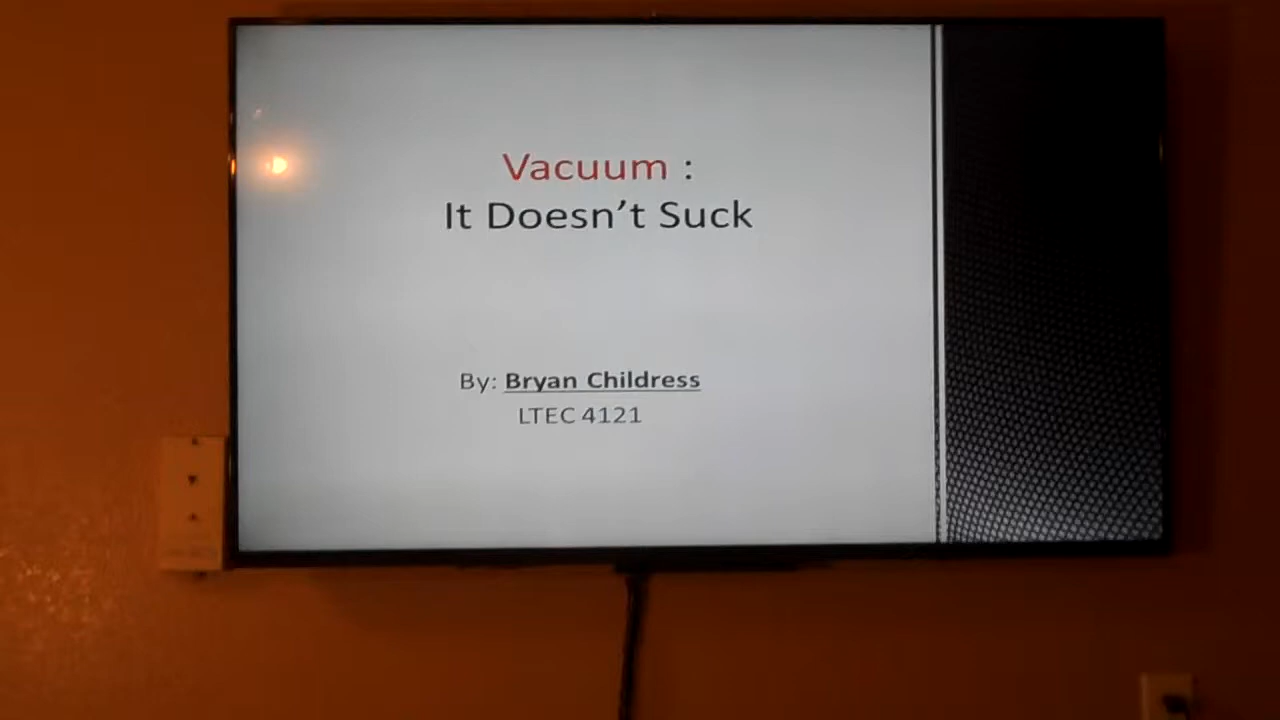 Vacuum :
It Doesn’t Suck
By: Bryan Childress
LTEC 4121